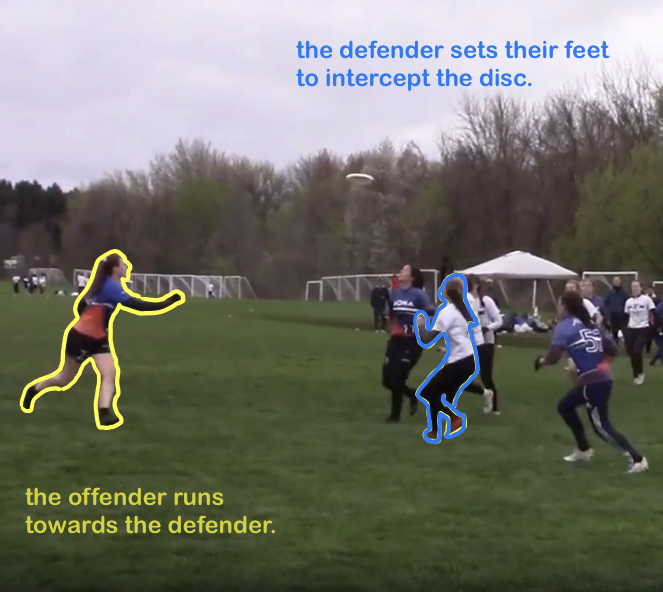 the defender sets their feet
to intercept the disc.
the offender runs
towards the defender.